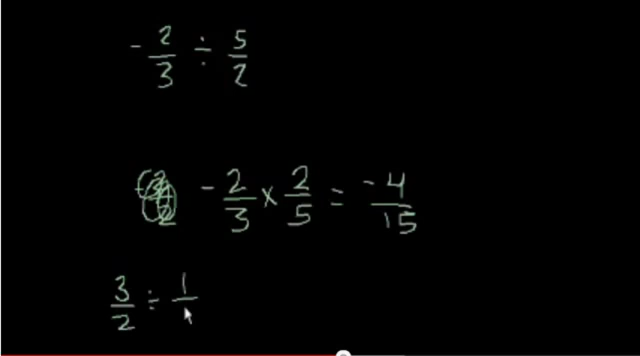 -2/3 ÷ 5/2
-2/3 × 2/5 = -4/15
3/2 ÷ 1/